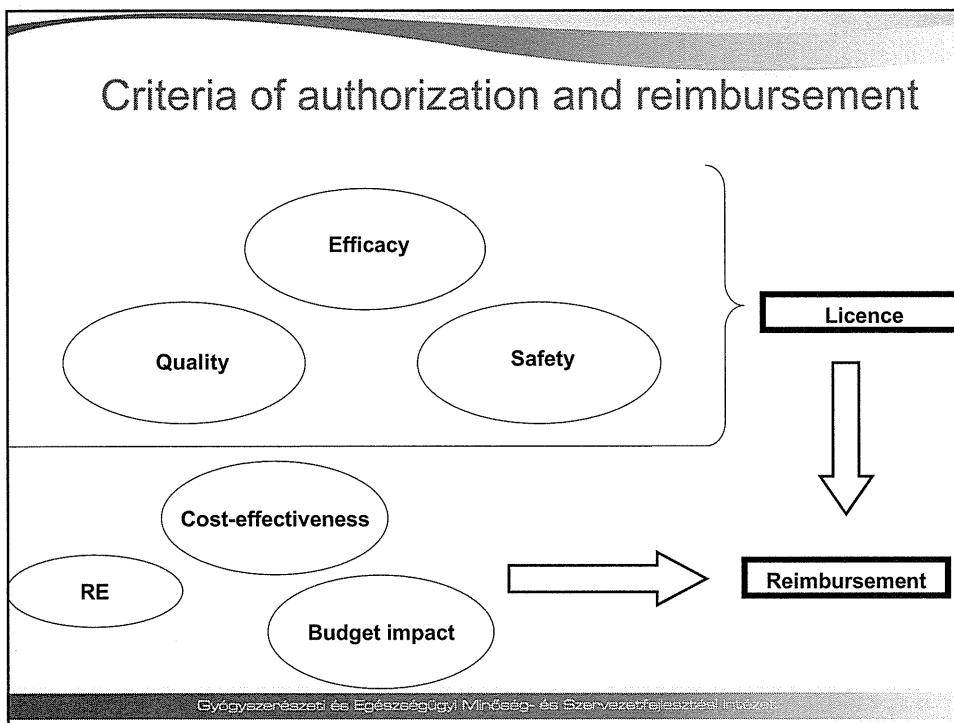 Criteria of authorization and reimbursement
Efficacy
Quality
Safety
Licence
Cost-effectiveness
RE
Budget impact
Reimbursement
Gyógyszerészeti és Egészségügyi Minőség- és Szervezetfejlesztési Intézet